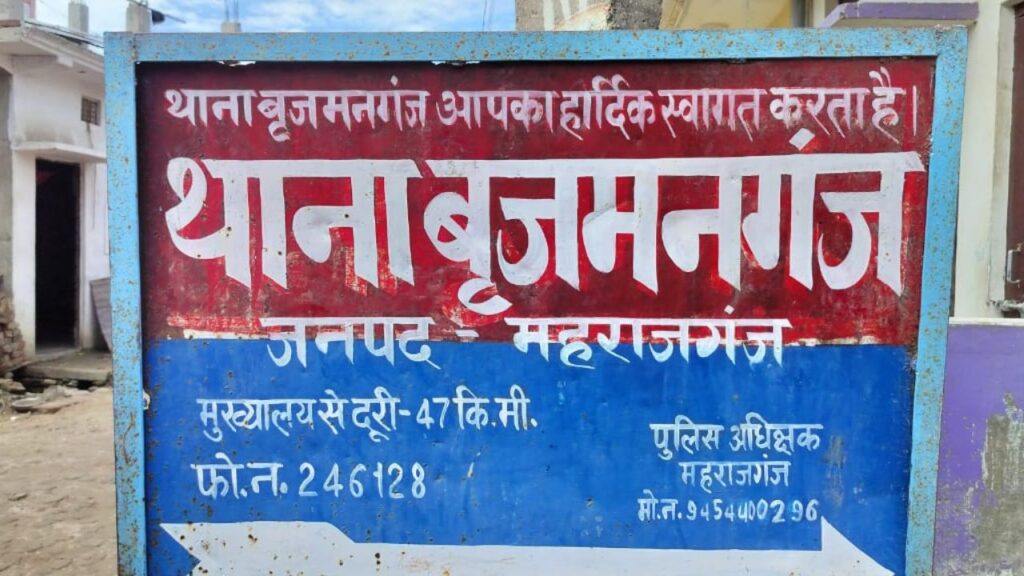 थाना बृजमनगंज आपका हार्दिक स्वागत करता है।
थाना बृजमनगंज
जनपद - महराजगंज
मुख्यालय से दूरी-47 कि.मी.
फो.न. 246128
पुलिस अधिक्षक
महराजगंज
मो.न. 9454400296